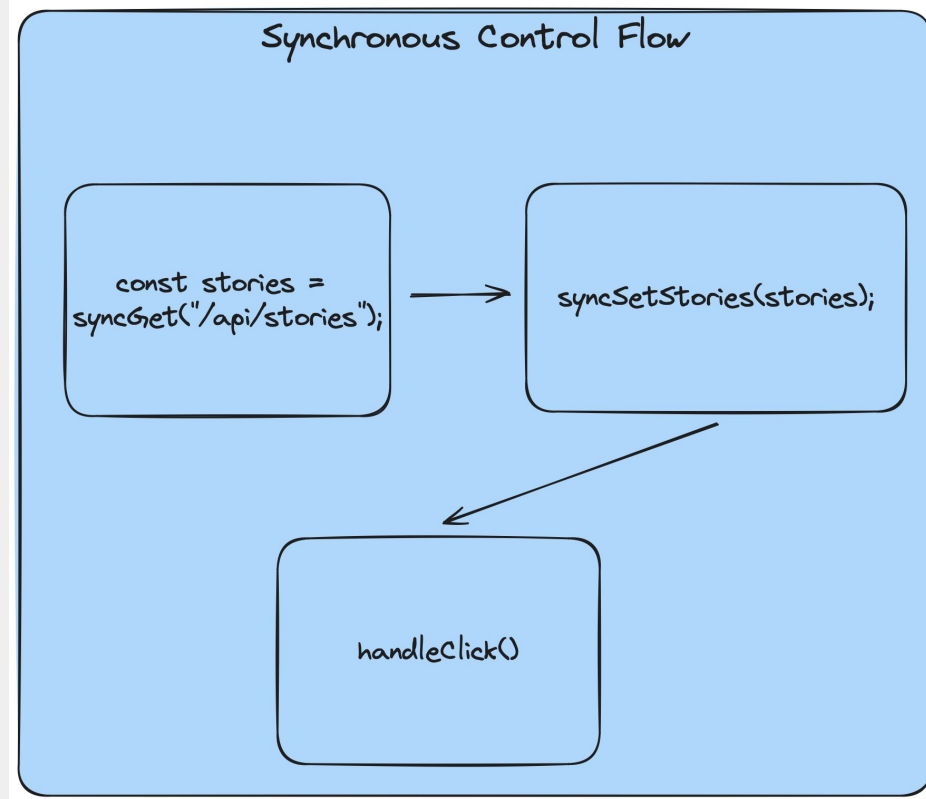 Synchronous Control Flow
const stories =
syncGet("/api/stories");
syncSetStories(stories);
handleClick()